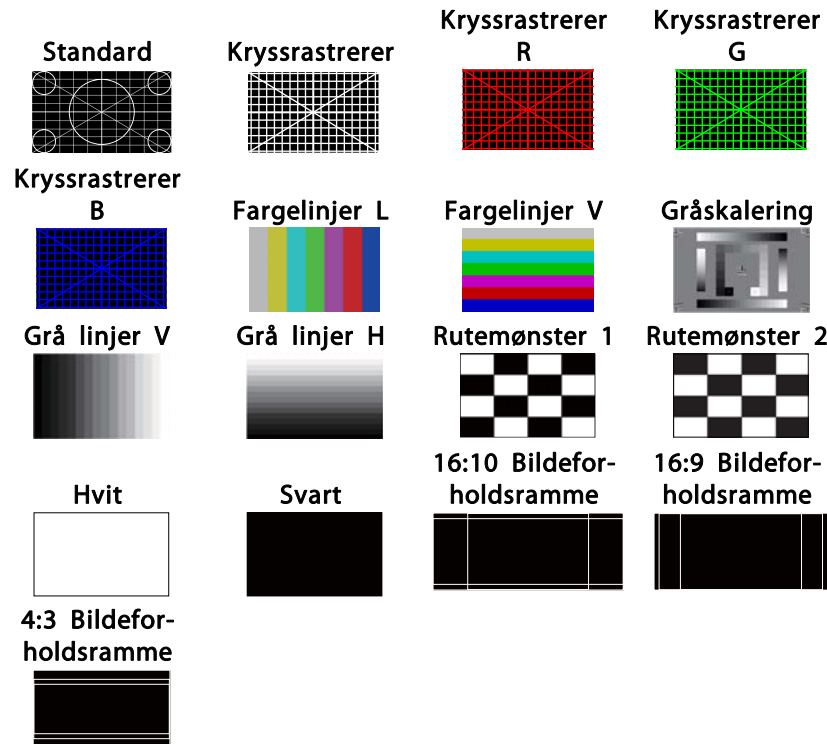 Standard
Kryssrastrerer
Kryssrastrerer
R
Kryssrastrerer
G
Kryssrastrerer
B
Fargelinjer L
Fargelinjer V
Gråskalering
Grå linjer V
Grå linjer H
Rutemønster 1
Rutemønster 2
Hvit
Svart
16:10 Bildefor-
holdsramme
16:9 Bildefor-
holdsramme
4:3 Bildefor-
holdsramme